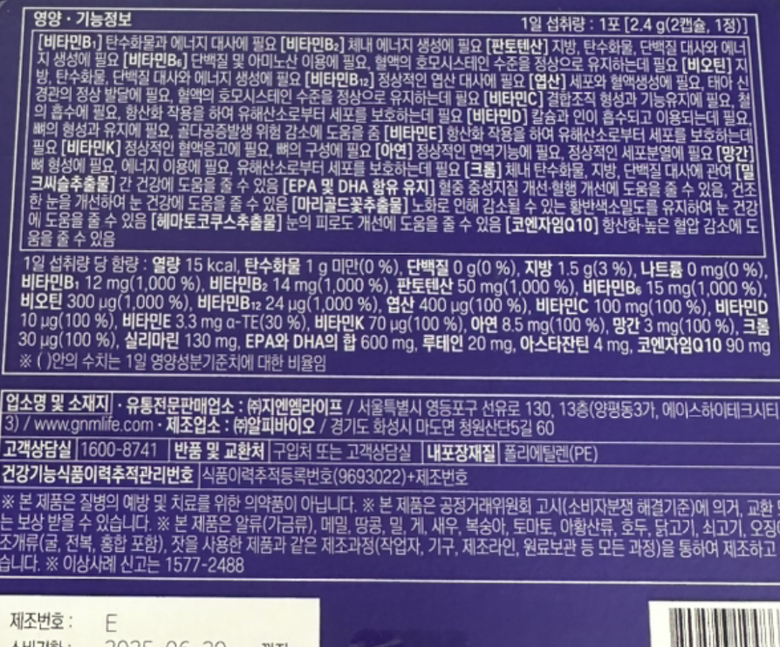 영양·기능정보 1일 섭취량 : 1포 [2.4 g(2캡슐, 1정)]
[비타민B₁] 탄수화물과 에너지 대사에 필요 [비타민B₂] 체내 에너지 생성에 필요 [판토텐산] 지방, 탄수화물, 단백질 대사와 에너
지 생성에 필요 [비타민B₆] 단백질 및 아미노산 이용에 필요, 혈액의 호모시스테인 수준을 정상으로 유지하는데 필요 [비오틴] 지
방, 탄수화물, 단백질 대사와 에너지 생성에 필요 [비타민B₁₂] 정상적인 엽산 대사에 필요 [엽산] 세포와 혈액생성에 필요, 태아 신
경관의 정상 발달에 필요, 혈액의 호모시스테인 수준을 정상으로 유지하는데 필요 [비타민C] 결합조직 형성과 기능유지에 필요, 철
의 흡수에 필요, 항산화 작용을 하여 유해산소로부터 세포를 보호하는데 필요 [비타민D] 칼슘과 인이 흡수되고 이용되는데 필요,
뼈의 형성과 유지에 필요, 골다공증발생 위험 감소에 도움을 줌 [비타민E] 항산화 작용을 하여 유해산소로부터 세포를 보호하는데
필요 [비타민K] 정상적인 혈액응고에 필요, 뼈의 구성에 필요 [아연] 정상적인 면역기능에 필요, 정상적인 세포분열에 필요 [망간]
뼈 형성에 필요, 에너지 이용에 필요, 유해산소로부터 세포를 보호하는데 필요 [크롬] 체내 탄수화물, 지방, 단백질 대사에 관여 [밀
크씨슬추출물] 간 건강에 도움을 줄 수 있음 [EPA 및 DHA 함유 유지] 혈중 중성지질 개선·혈행 개선에 도움을 줄 수 있음, 건조
한 눈을 개선하여 눈 건강에 도움을 줄 수 있음 [마리골드꽃추출물] 노화로 인해 감소될 수 있는 황반색소밀도를 유지하여 눈 건강
에 도움을 줄 수 있음 [헤마토코쿠스추출물] 눈의 피로도 개선에 도움을 줄 수 있음 [코엔자임Q10] 항산화·높은 혈압 감소에 도
움을 줄 수 있음
1일 섭취량 당 함량 : 열량 15 kcal, 탄수화물 1 g 미만(0 %), 단백질 0 g(0 %), 지방 1.5 g(3 %), 나트륨 0 mg(0 %),
비타민B₁ 12 mg(1,000 %), 비타민B₂ 14 mg(1,000 %), 판토텐산 50 mg(1,000 %), 비타민B₆ 15 mg(1,000 %),
비오틴 300 μg(1,000 %), 비타민B₁₂ 24 μg(1,000 %), 엽산 400 μg(100 %), 비타민C 100 mg(100 %), 비타민D
10 μg(100 %), 비타민E 3.3 mg α-TE(30 %), 비타민K 70 μg(100 %), 아연 8.5 mg(100 %), 망간 3 mg(100 %), 크롬
30 μg(100 %), 실리마린 130 mg, EPA와 DHA의 합 600 mg, 루테인 20 mg, 아스타잔틴 4 mg, 코엔자임Q10 90 mg
※ ( )안의 수치는 1일 영양성분기준치에 대한 비율임
업소명 및 소재지 · 유통전문판매업소 : ㈜지엔엠라이프 / 서울특별시 영등포구 선유로 130, 13층(양평동3가, 에이스하이테크시티
3) / www.gnmlife.com · 제조업소 : ㈜알피바이오 / 경기도 화성시 마도면 청원산단5길 60
고객상담실 1600-8741 반품 및 교환처 구입처 또는 고객상담실 내포장재질 폴리에틸렌(PE)
건강기능식품이력추적관리번호 식품이력추적등록번호(9693022)+제조번호
※ 본 제품은 질병의 예방 및 치료를 위한 의약품이 아닙니다. ※ 본 제품은 공정거래위원회 고시(소비자분쟁 해결기준)에 의거, 교환
는 보상 받을 수 있습니다. ※ 본 제품은 알류(가금류), 메밀, 땅콩, 밀, 게, 새우, 복숭아, 토마토, 아황산류, 호두, 닭고기, 쇠고기, 오징
조개류(굴, 전복, 홍합 포함), 잣을 사용한 제품과 같은 제조과정(작업자, 기구, 제조라인, 원료보관 등 모든 과정)을 통하여 제조하고
습니다. ※ 이상사례 신고는 1577-2488
제조번호 : E